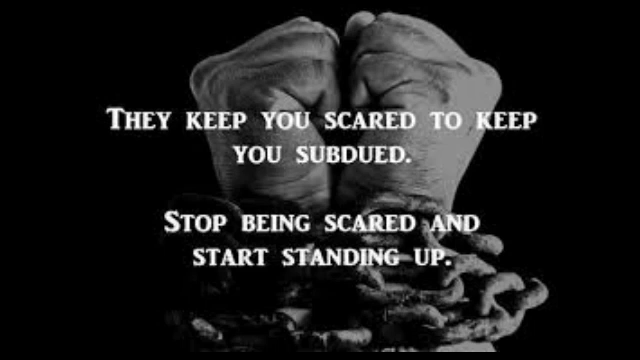 They keep you scared to keep
you subdued.
Stop being scared and
start standing up.